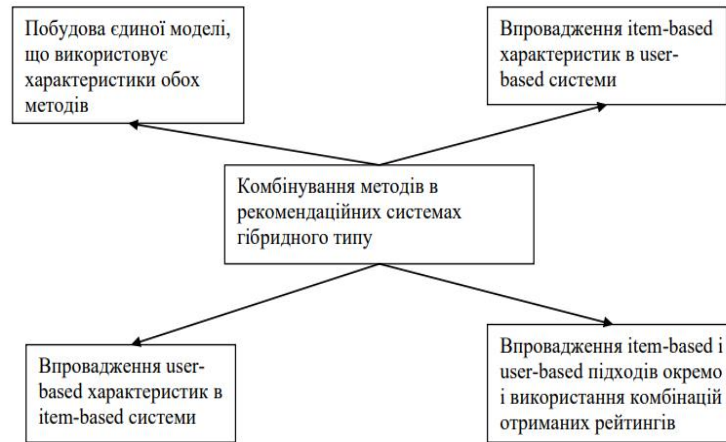 Побудова єдиної моделі,
що використовує
характеристики обох
методів
Впровадження item-based
характеристик в user-
based системи
Комбінування методів в
рекомендаційних системах
гібридного типу
Впровадження user-
based характеристик в
item-based системи
Впровадження item-based і
user-based підходів окремо
і використання комбінацій
отриманих рейтингів